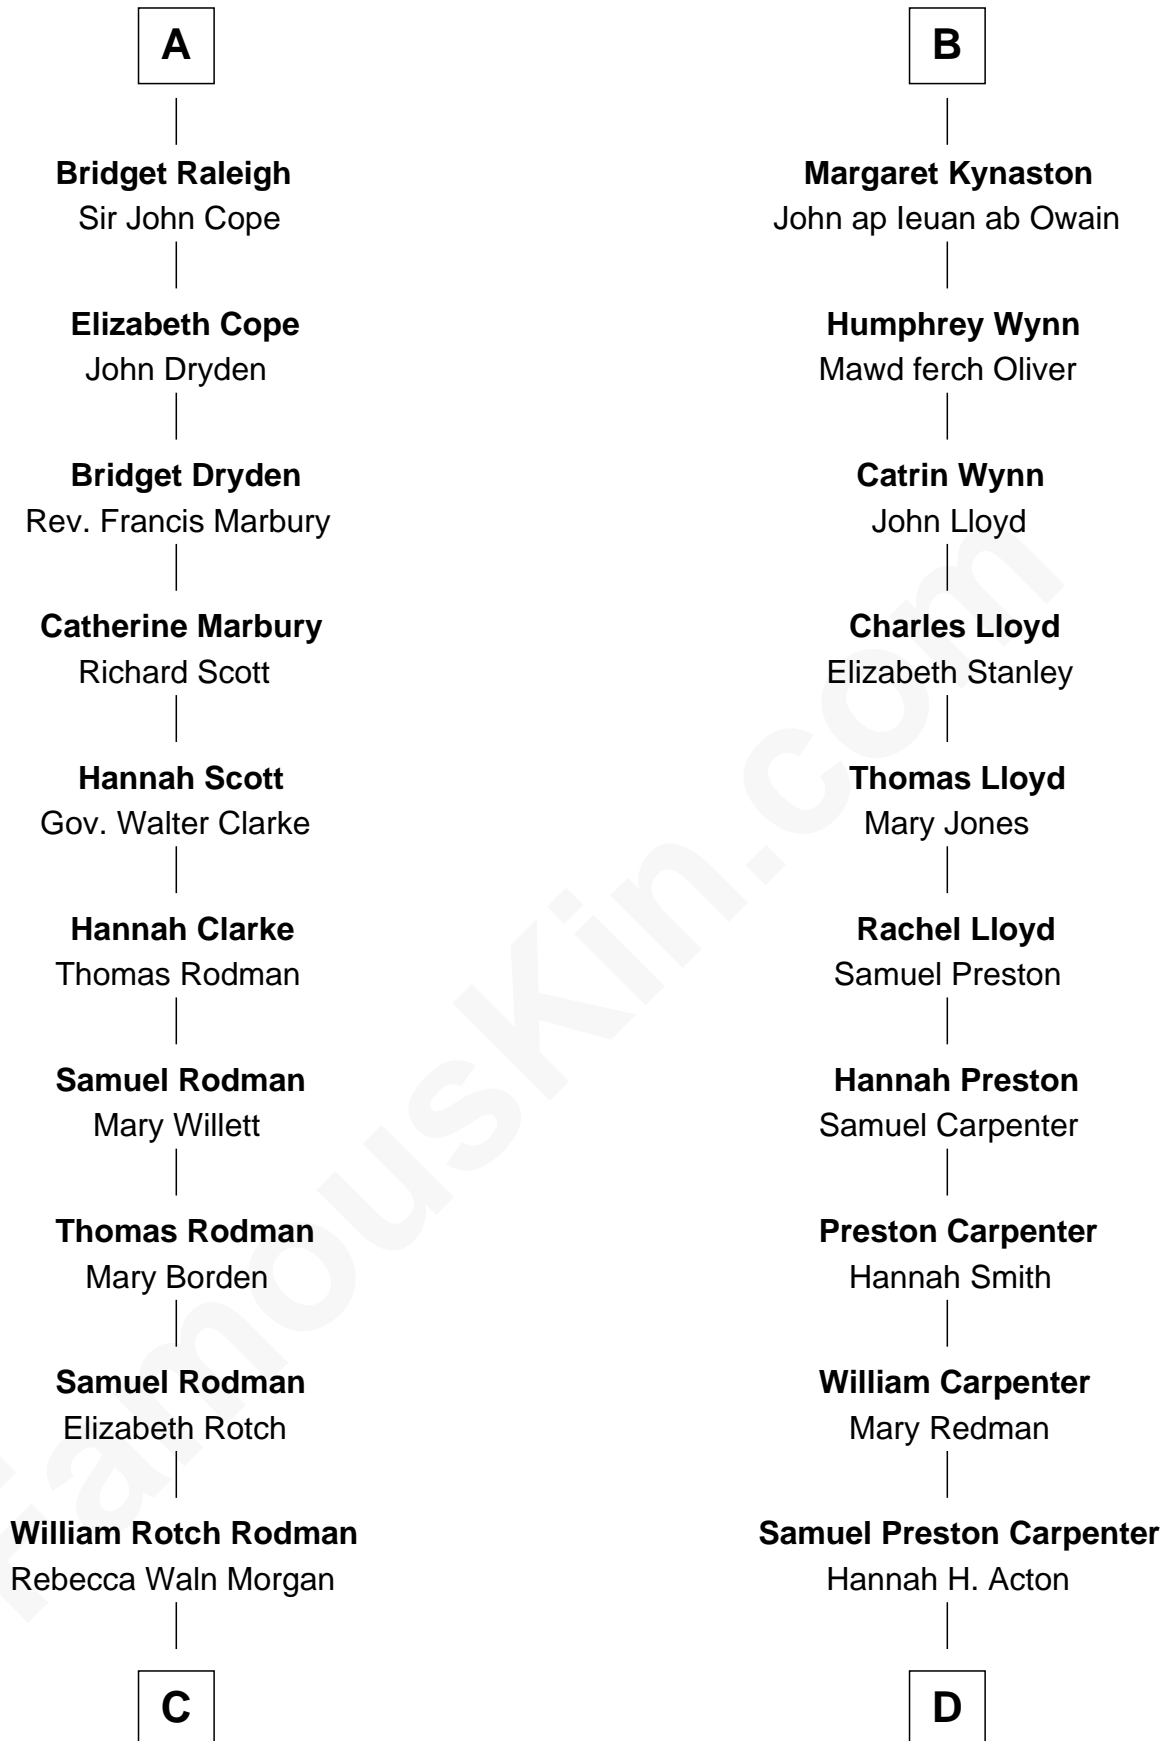 A
Bridget Raleigh
Sir John Cope
Elizabeth Cope
John Dryden
Bridget Dryden
Rev. Francis Marbury
Catherine Marbury
Richard Scott
Hannah Scott
Gov. Walter Clarke
Hannah Clarke
Thomas Rodman
Samuel Rodman
Mary Willett
Thomas Rodman
Mary Borden
Samuel Rodman
Elizabeth Rotch
William Rotch Rodman
Rebecca Waln Morgan
C
B
Margaret Kynaston
John ap Ieuan ab Owain
Humphrey Wynn
Mawd ferch Oliver
Catrin Wynn
John Lloyd
Charles Lloyd
Elizabeth Stanley
Thomas Lloyd
Mary Jones
Rachel Lloyd
Samuel Preston
Hannah Preston
Samuel Carpenter
Preston Carpenter
Hannah Smith
William Carpenter
Mary Redman
Samuel Preston Carpenter
Hannah H. Acton
D
FamousKin.com